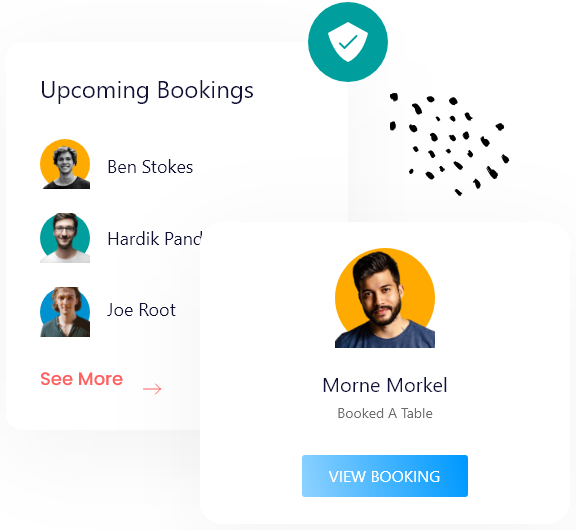 Upcoming Bookings
Ben Stokes
Hardik Pand
Joe Root
See More
Morne Morkel
Booked A Table
VIEW BOOKING